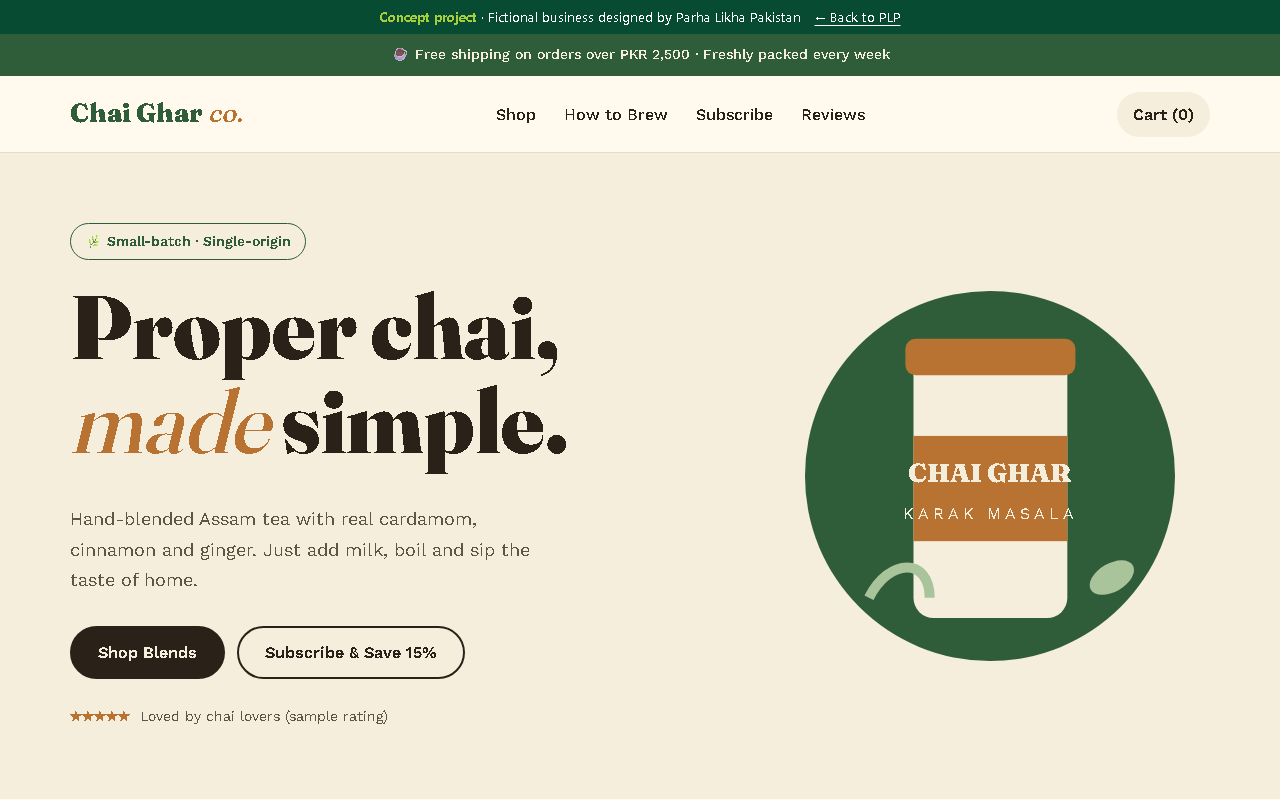 Concept project · Fictional business designed by Parha Likha Pakistan ← Back to PLP
Free shipping on orders over PKR 2,500 · Freshly packed every week
Chai Ghar co.
Shop
How to Brew
Subscribe
Reviews
Cart (0)
Small-batch · Single-origin
Proper chai,
made simple.
Hand-blended Assam tea with real cardamom,
cinnamon and ginger. Just add milk, boil and sip the
taste of home.
Shop Blends
Subscribe & Save 15%
★★★★★ Loved by chai lovers (sample rating)
CHAI GHAR
KARAK MASALA